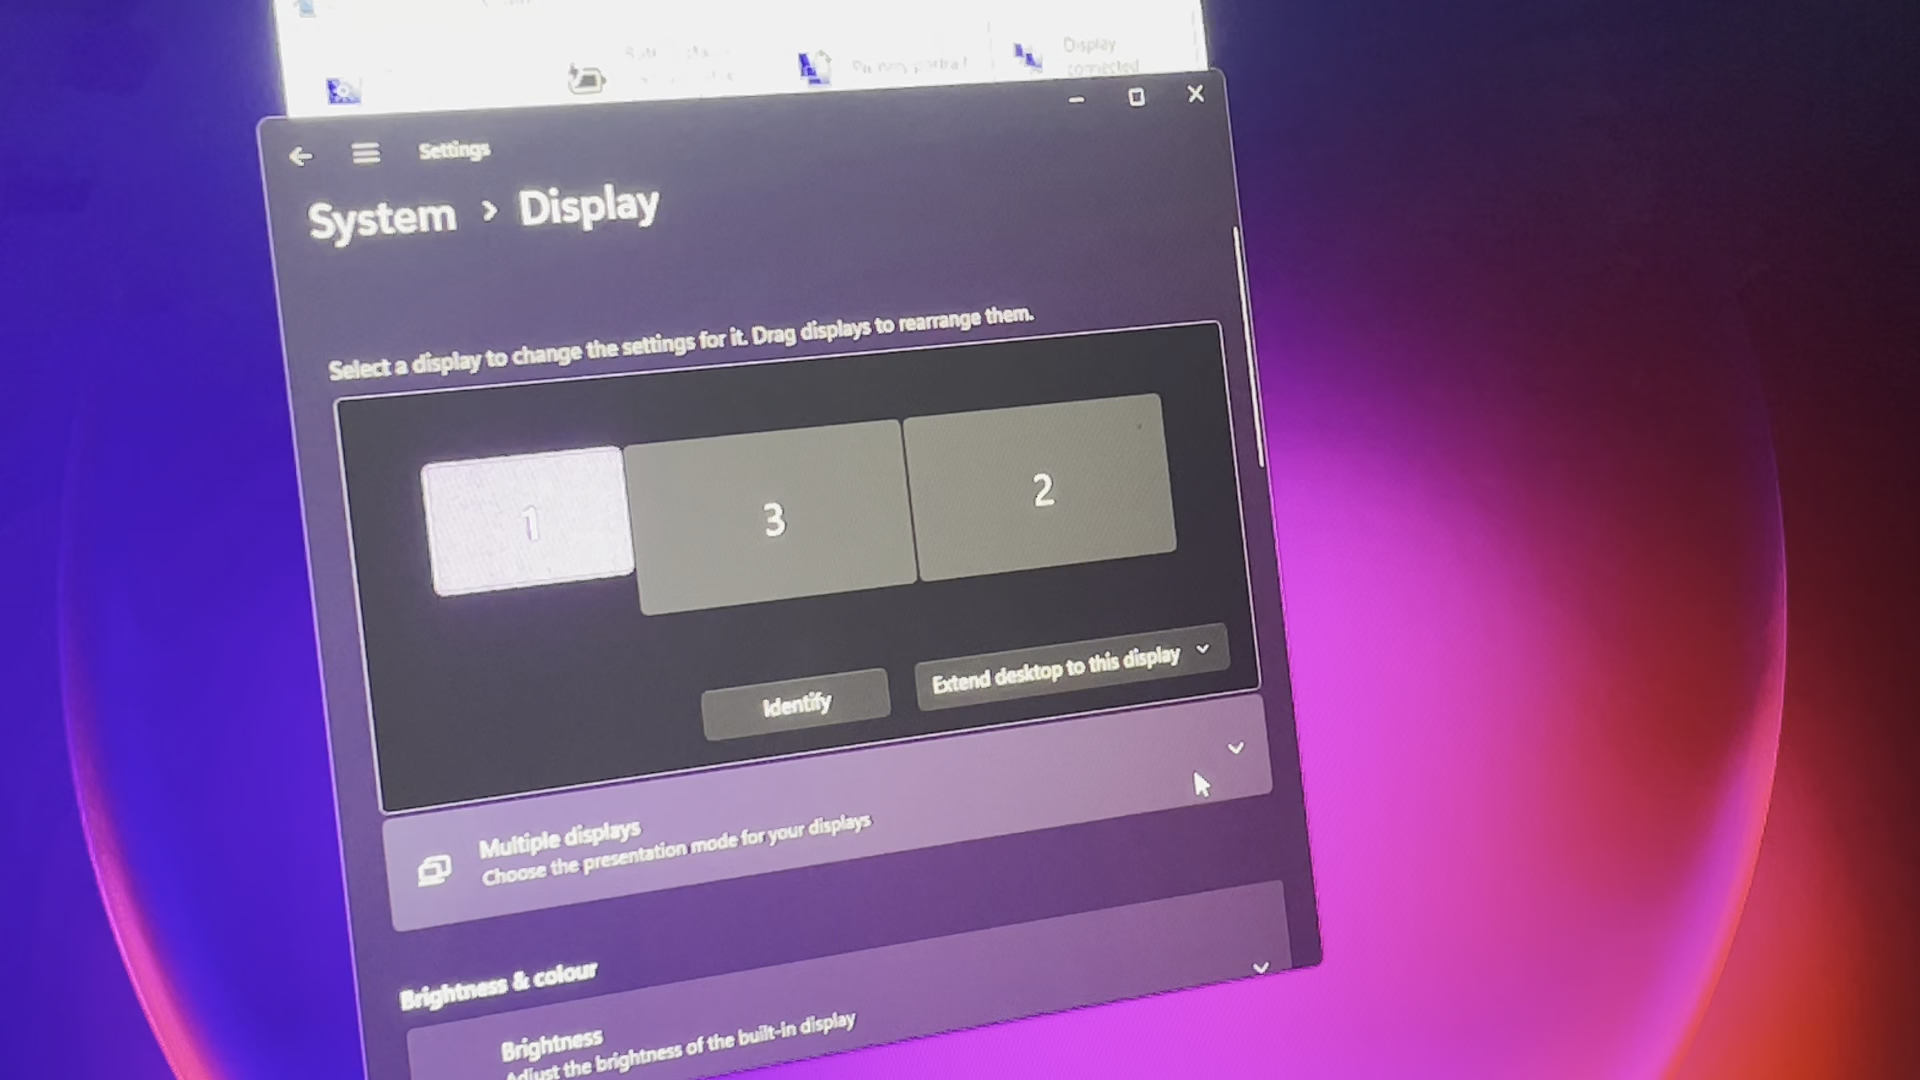 Display
connected
Settings
System > Display
Select a display to change the settings for it. Drag displays to rearrange them.
1
3
2
Identify
Extend desktop to this display
Multiple displays
Choose the presentation mode for your displays
Brightness & colour
Brightness
Adjust the brightness of the built-in display